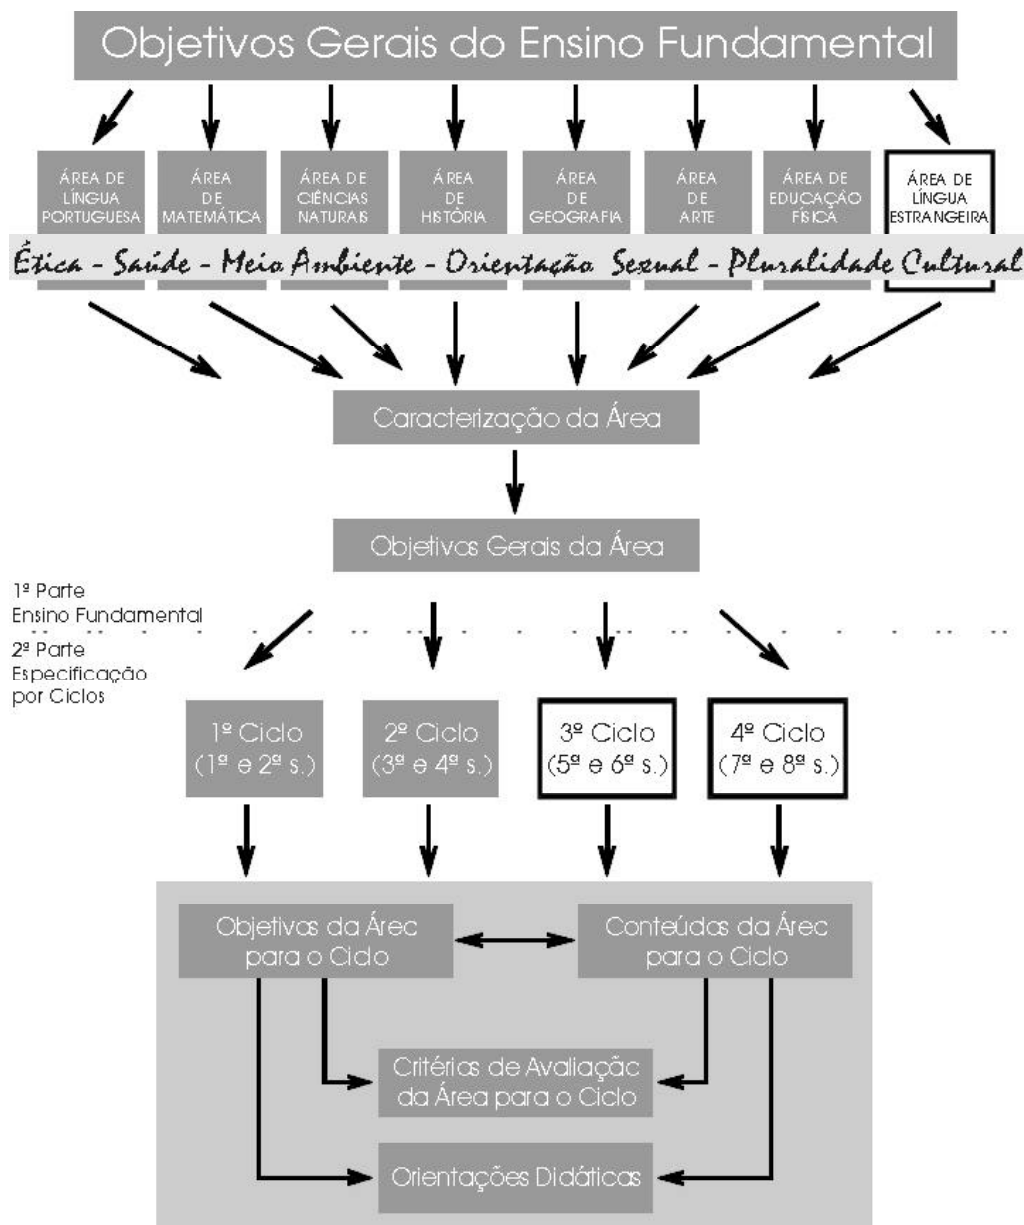 Objetivos Gerais do Ensino Fundamental
ÁREA DE
LÍNGUA
PORTUGUESA
ÁREA
DE
MATEMÁTICA
ÁREA DE
CIÊNCIAS
NATURAIS
ÁREA
DE
HISTÓRIA
ÁREA
DE
GEOGRAFIA
ÁREA
DE
ARTE
ÁREA DE
EDUCAÇÃO
FÍSICA
ÁREA DE
LÍNGUA
ESTRANGEIRA
Ética - Saúde - Meio Ambiente - Orientação Sexual - Pluralidade Cultural
Caracterização da Área
Objetivos Gerais da Área
1ª Parte
Ensino Fundamental
2ª Parte
Especificação
por Ciclos
1º Ciclo
(1ª e 2ª s.)
2º Ciclo
(3ª e 4ª s.)
3º Ciclo
(5ª e 6ª s.)
4º Ciclo
(7ª e 8ª s.)
Objetivos da Área
para o Ciclo
Conteúdos da Área
para o Ciclo
Critérios de Avaliação
da Área para o Ciclo
Orientações Didáticas